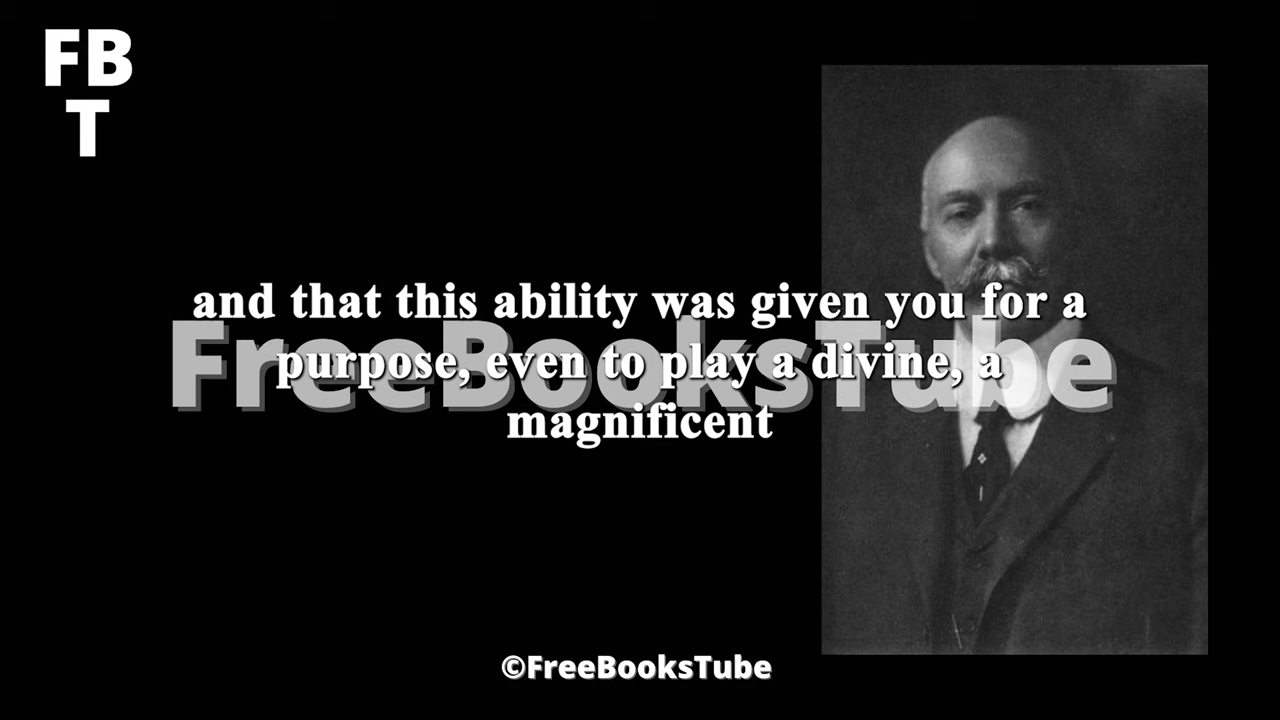 FB
T
and that this ability was given you for a
FreeBooksTube
purpose, even to play a divine, a
magnificent
©FreeBooksTube